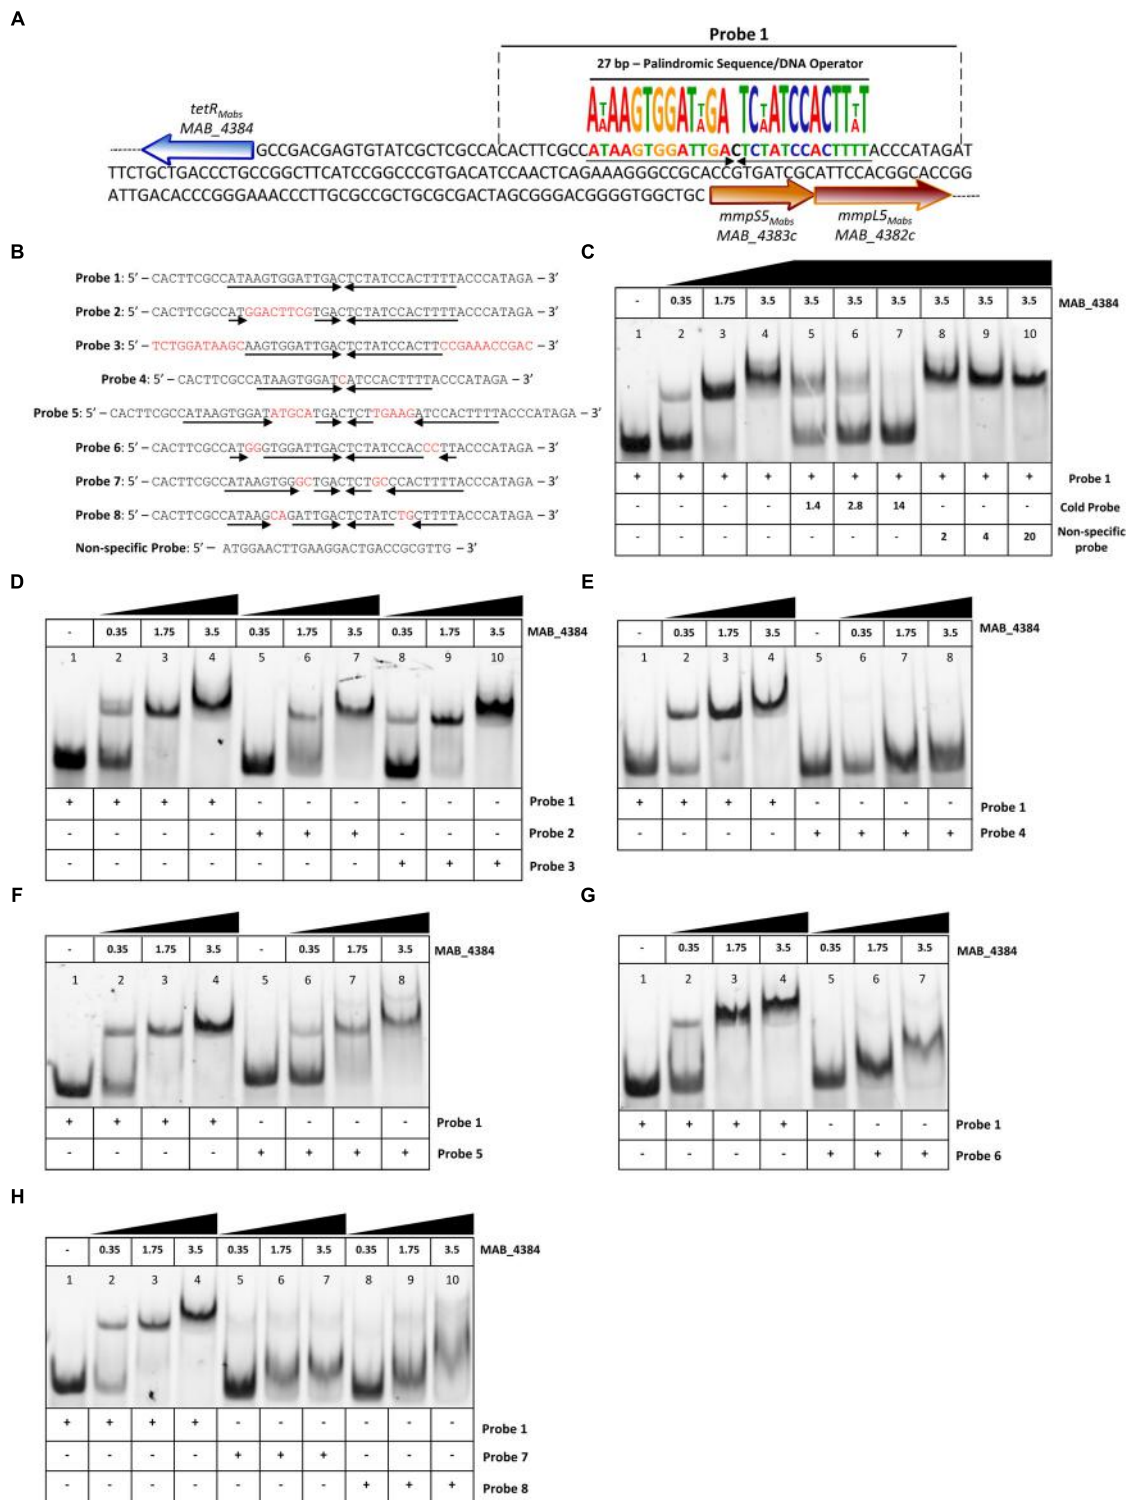 A
Probe 1
27 bp – Palindromic Sequence/DNA Operator
tetR Mabs
MAB_4384
GCCGACGAGTGTATCGCTCGCCACACTTCGCCATAAGTGGATTGACTCTATCCACTTTTACCCATAGAT
TTCTGCTGACCCTGCCGGCTTCATCCGGCCCGTGACATCCAACTCAGAAAGGGCCGCACCGTGATCGCATTCCACGGCACCGG
ATTGACACCCGGGAAACCCTTGCGCCGCTGCGCGACTAGCGGGACGGGGTGGCTGC
mmpS5 Mabs
MAB_4383c
mmpL5 Mabs
MAB_4382c
B
Probe 1: 5’ – CACTTCGCCATAAGTGGATTGACTCTATCCACTTTTACCCATAGA – 3’
Probe 2: 5’ – CACTTCGCCATGGACTTCGTGACTCTATCCACTTTTACCCATAGA – 3’
Probe 3: 5’ – TCTGGATAAGCAAGTGGATTGACTCTATCCACTTCCGAAACCGAC – 3’
Probe 4: 5’ – CACTTCGCCATAAGTGGATCATCCACTTTTACCCATAGA – 3’
Probe 5: 5’ – CACTTCGCCATAAGTGGATATGCATGACTCTTGAAGATCCACTTTTACCCATAGA – 3’
Probe 6: 5’ – CACTTCGCCATGGGTGGATTGACTCTATCCACCCTTACCCATAGA – 3’
Probe 7: 5’ – CACTTCGCCATAAGTGGGCTGACTCTGCCCACTTTTACCCATAGA – 3’
Probe 8: 5’ – CACTTCGCCATAAGCAGATTGACTCTATCTGCTTTTACCCATAGA – 3’
Non-specific Probe: 5’ – ATGGAACTTGAAGGACTGACCGCGTTG – 3’
C
- 0.35 1.75 3.5 3.5 3.5 3.5 3.5 3.5 3.5 MAB_4384
1 2 3 4 5 6 7 8 9 10
+ + + + + + + + + + Probe 1
- - - - 1.4 2.8 14 - - - Cold Probe
- - - - - - - 2 4 20 Non-specific probe
D
- 0.35 1.75 3.5 0.35 1.75 3.5 0.35 1.75 3.5 MAB_4384
1 2 3 4 5 6 7 8 9 10
+ + + + - - - - - - Probe 1
- - - - + + + - - - Probe 2
- - - - - - - + + + Probe 3
E
- 0.35 1.75 3.5 - 0.35 1.75 3.5 MAB_4384
1 2 3 4 5 6 7 8
+ + + + - - - - Probe 1
- - - - + + + + Probe 4
F
- 0.35 1.75 3.5 - 0.35 1.75 3.5 MAB_4384
1 2 3 4 5 6 7 8
+ + + + - - - - Probe 1
- - - - + + + + Probe 5
G
- 0.35 1.75 3.5 0.35 1.75 3.5 MAB_4384
1 2 3 4 5 6 7
+ + + + - - - Probe 1
- - - - + + + Probe 6
H
- 0.35 1.75 3.5 0.35 1.75 3.5 0.35 1.75 3.5 MAB_4384
1 2 3 4 5 6 7 8 9 10
+ + + + - - - - - - Probe 1
- - - - + + + - - - Probe 7
- - - - - - - + + + Probe 8